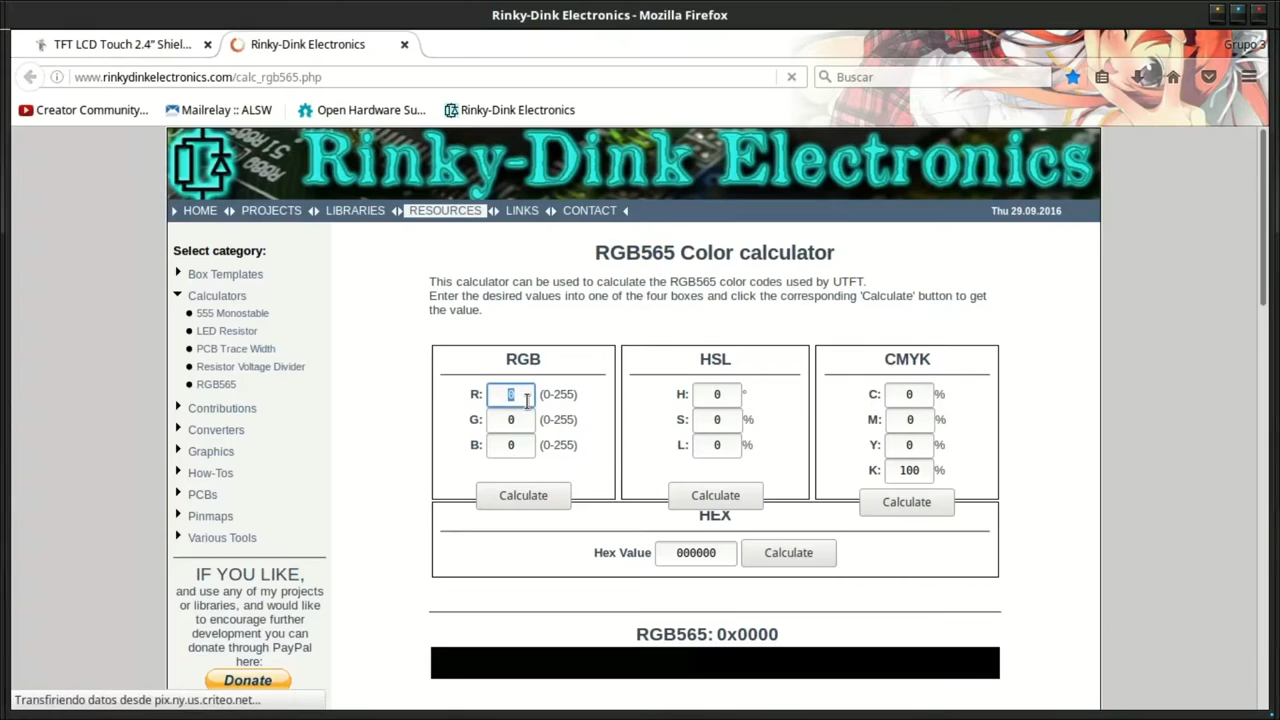 Rinky-Dink Electronics - Mozilla Firefox
TFT LCD Touch 2.4" Shiel...
Rinky-Dink Electronics
Grupo 3
www.rinkydinkelectronics.com/calc_rgb565.php
Buscar
Creator Community...
Mailrelay :: ALSW
Open Hardware Su...
Rinky-Dink Electronics
Rinky-Dink Electronics
HOME
PROJECTS
LIBRARIES
RESOURCES
LINKS
CONTACT
Thu 29.09.2016
Select category:
Box Templates
Calculators
555 Monostable
LED Resistor
PCB Trace Width
Resistor Voltage Divider
RGB565
Contributions
Converters
Graphics
How-Tos
PCBs
Pinmaps
Various Tools
IF YOU LIKE,
and use any of my projects
or libraries, and would like
to encourage further
development you can
donate through PayPal
here:
Donate
RGB565 Color calculator
This calculator can be used to calculate the RGB565 color codes used by UTFT.
Enter the desired values into one of the four boxes and click the corresponding 'Calculate' button to get
the value.
RGB
R: 0 (0-255)
G: 0 (0-255)
B: 0 (0-255)
Calculate
HSL
H: 0 °
S: 0 %
L: 0 %
Calculate
CMYK
C: 0 %
M: 0 %
Y: 0 %
K: 100 %
Calculate
HEX
Hex Value 000000 Calculate
RGB565: 0x0000
Transfiriendo datos desde pix.ny.us.criteo.net...